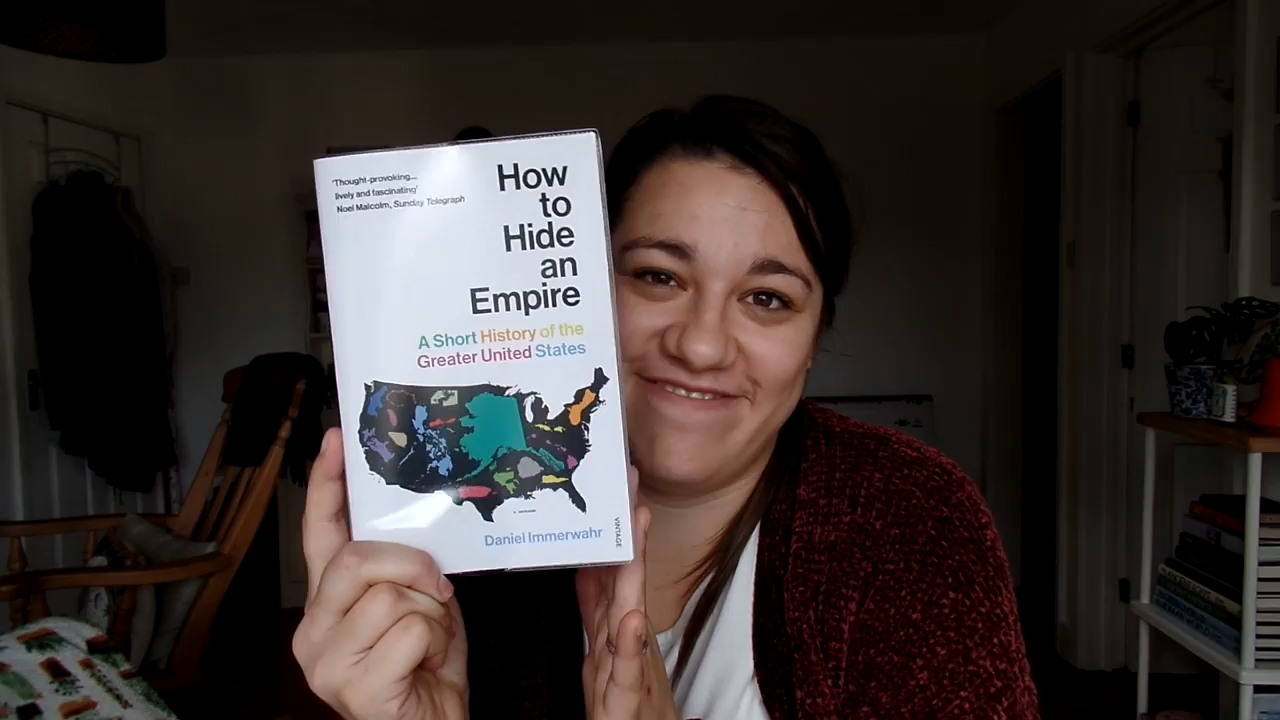 'Thought-provoking...
lively and fascinating'
Noel Malcolm, Sunday Telegraph
How
to
Hide
an
Empire
A Short History of the
Greater United States
Daniel Immerwahr
VINTAGE